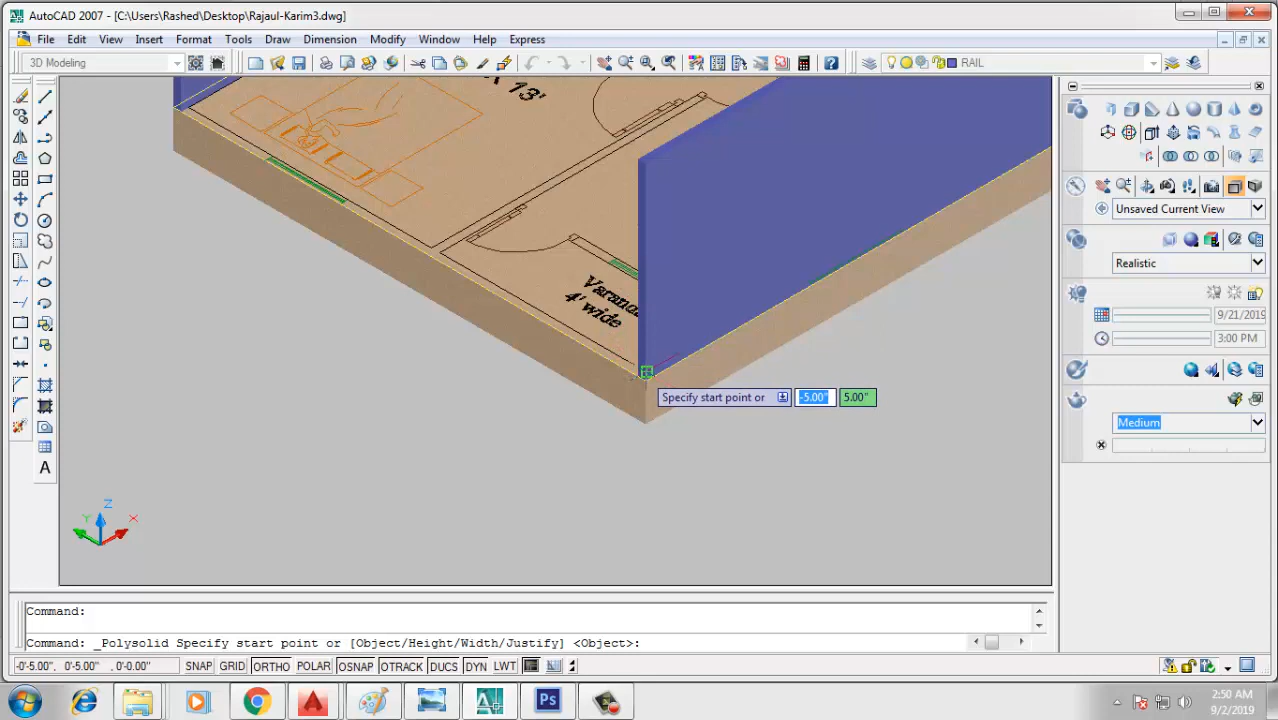 AutoCAD 2007 - [C:\Users\Rashed\Desktop\Rajaul-Karim3.dwg]
File Edit View Insert Format Tools Draw Dimension Modify Window Help Express
3D Modeling
RAIL
13'
Unsaved Current View
Realistic
9/21/2019
3:00 PM
4' wide
Specify start point or -5.00" 5.00"
Medium
Z
Y X
Command:
Command: _Polysolid Specify start point or [Object/Height/Width/Justify] <Object>:
-0'-5.00", 0'-5.00" , 0'-0.00" SNAP GRID ORTHO POLAR OSNAP OTRACK DUCS DYN LWT
A
Ps
2:50 AM
9/2/2019